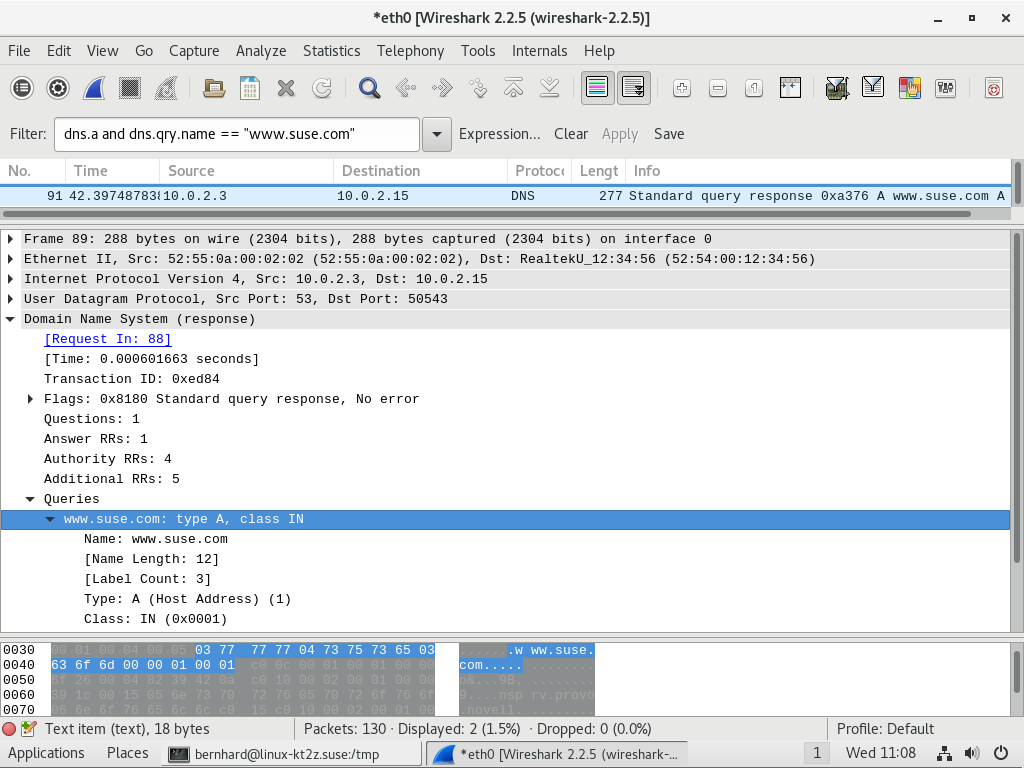 *eth0 [Wireshark 2.2.5 (wireshark-2.2.5)]
File Edit View Go Capture Analyze Statistics Telephony Tools Internals Help
Filter: dns.a and dns.qry.name == "www.suse.com" Expression... Clear Apply Save
No. Time Source Destination Protoc Lengt Info
91 42.39748783 10.0.2.3 10.0.2.15 DNS 277 Standard query response 0xa376 A www.suse.com A
Frame 89: 288 bytes on wire (2304 bits), 288 bytes captured (2304 bits) on interface 0
Ethernet II, Src: 52:55:0a:00:02:02 (52:55:0a:00:02:02), Dst: RealtekU_12:34:56 (52:54:00:12:34:56)
Internet Protocol Version 4, Src: 10.0.2.3, Dst: 10.0.2.15
User Datagram Protocol, Src Port: 53, Dst Port: 50543
Domain Name System (response)
[Request In: 88]
[Time: 0.000601663 seconds]
Transaction ID: 0xed84
Flags: 0x8180 Standard query response, No error
Questions: 1
Answer RRs: 1
Authority RRs: 4
Additional RRs: 5
Queries
www.suse.com: type A, class IN
Name: www.suse.com
[Name Length: 12]
[Label Count: 3]
Type: A (Host Address) (1)
Class: IN (0x0001)
0030 00 01 00 04 00 05 03 77 77 77 04 73 75 73 65 03 .......w ww.suse.
0040 63 6f 6d 00 00 01 00 01 c0 0c 00 01 00 01 00 00 com..... ........
0050 6f 26 00 04 82 39 42 0a c0 10 00 02 00 01 00 00 o&...9B. ........
0060 39 1c 00 15 05 6e 73 70 72 76 05 70 72 6f 76 6f 9....nsp rv.provo
0070 06 6e 6f 76 65 6c 6c c0 15 c0 10 00 02 00 01 00 .novell. ........
Text item (text), 18 bytes Packets: 130 · Displayed: 2 (1.5%) · Dropped: 0 (0.0%) Profile: Default
Applications Places bernhard@linux-kt2z.suse:/tmp *eth0 [Wireshark 2.2.5 (wireshark-... 1 Wed 11:08